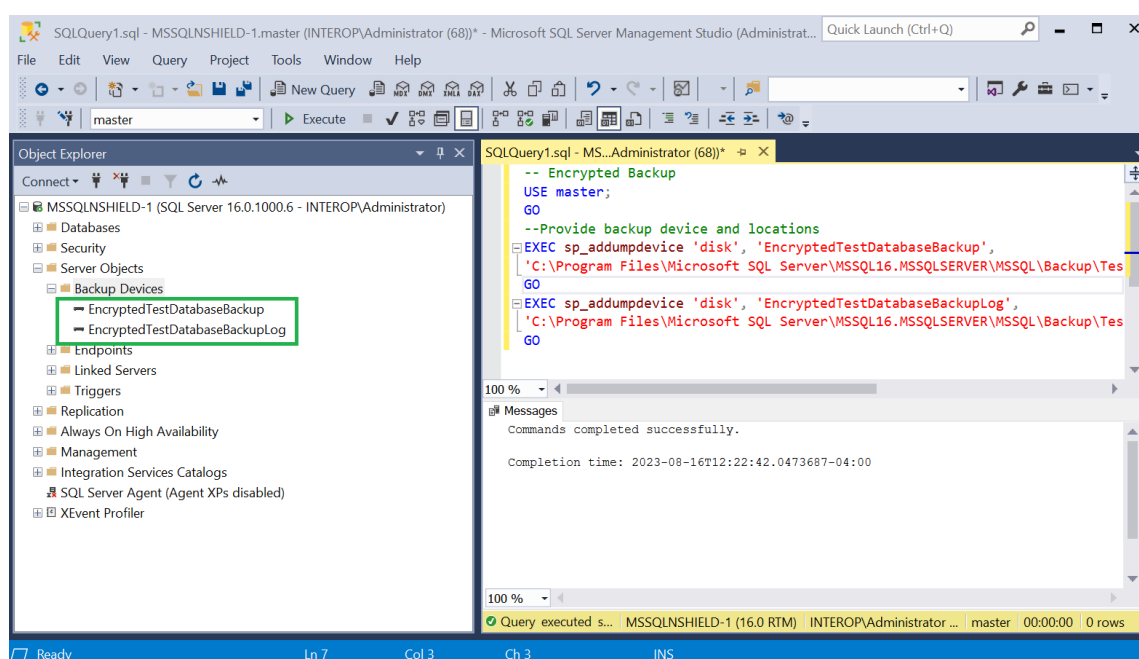 SQLQuery1.sql - MSSQLNSHIELD-1.master (INTEROP\Administrator (68))* - Microsoft SQL Server Management Studio (Administrat...
Quick Launch (Ctrl+Q)
File Edit View Query Project Tools Window Help
New Query MDX DMX XMLA DAX
master Execute
Object Explorer
Connect
MSSQLNSHIELD-1 (SQL Server 16.0.1000.6 - INTEROP\Administrator)
Databases
Security
Server Objects
Backup Devices
EncryptedTestDatabaseBackup
EncryptedTestDatabaseBackupLog
Endpoints
Linked Servers
Triggers
Replication
Always On High Availability
Management
Integration Services Catalogs
SQL Server Agent (Agent XPs disabled)
XEvent Profiler
SQLQuery1.sql - MS...Administrator (68))*
-- Encrypted Backup
USE master;
GO
--Provide backup device and locations
EXEC sp_addumpdevice 'disk', 'EncryptedTestDatabaseBackup',
'C:\Program Files\Microsoft SQL Server\MSSQL16.MSSQLSERVER\MSSQL\Backup\Tes
GO
EXEC sp_addumpdevice 'disk', 'EncryptedTestDatabaseBackupLog',
'C:\Program Files\Microsoft SQL Server\MSSQL16.MSSQLSERVER\MSSQL\Backup\Tes
GO
100 %
Messages
Commands completed successfully.
Completion time: 2023-08-16T12:22:42.0473687-04:00
100 %
Query executed s... MSSQLNSHIELD-1 (16.0 RTM) INTEROP\Administrator ... master 00:00:00 0 rows
Ready Ln 7 Col 3 Ch 3 INS